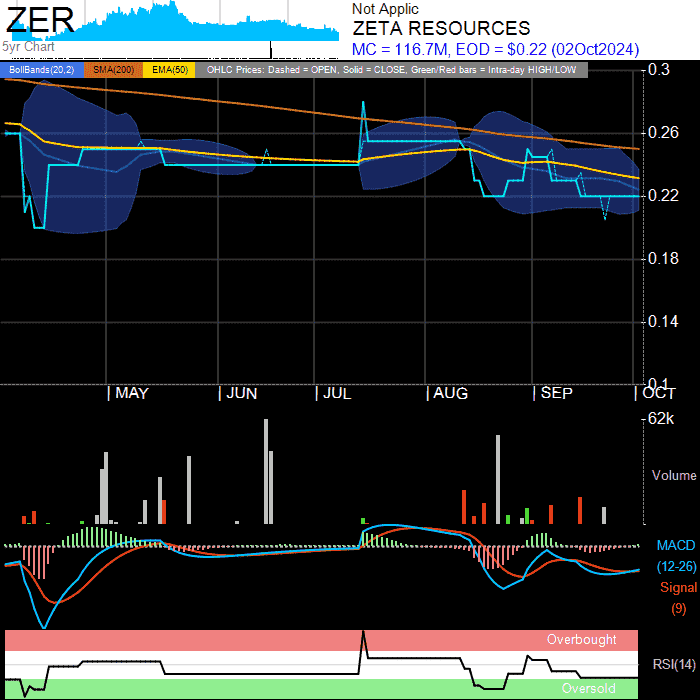 ZER
5yr Chart
Not Applic
ZETA RESOURCES
MC = 116.7M, EOD = $0.22 (02Oct2024)
BollBands(20,2) SMA(200) EMA(50) OHLC Prices: Dashed = OPEN, Solid = CLOSE, Green/Red bars = Intra-day HIGH/LOW
0.3
0.26
0.22
0.18
0.14
0.1
MAY JUN JUL AUG SEP OCT
62k
Volume
MACD
(12-26)
Signal
(9)
Overbought
RSI(14)
Oversold